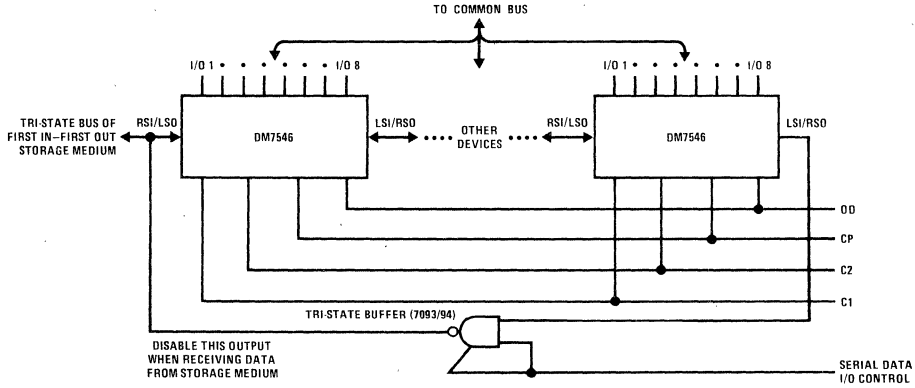 TO COMMON BUS
I/O 1 I/O 8
I/O 1 I/O 8
TRI-STATE BUS OF
FIRST IN–FIRST OUT
STORAGE MEDIUM
RSI/LSO
DM7546
LSI/RSO
OTHER
DEVICES
RSI/LSO
DM7546
LSI/RSO
OD
CP
C2
C1
TRI-STATE BUFFER (7093/94)
DISABLE THIS OUTPUT
WHEN RECEIVING DATA
FROM STORAGE MEDIUM
SERIAL DATA
I/O CONTROL